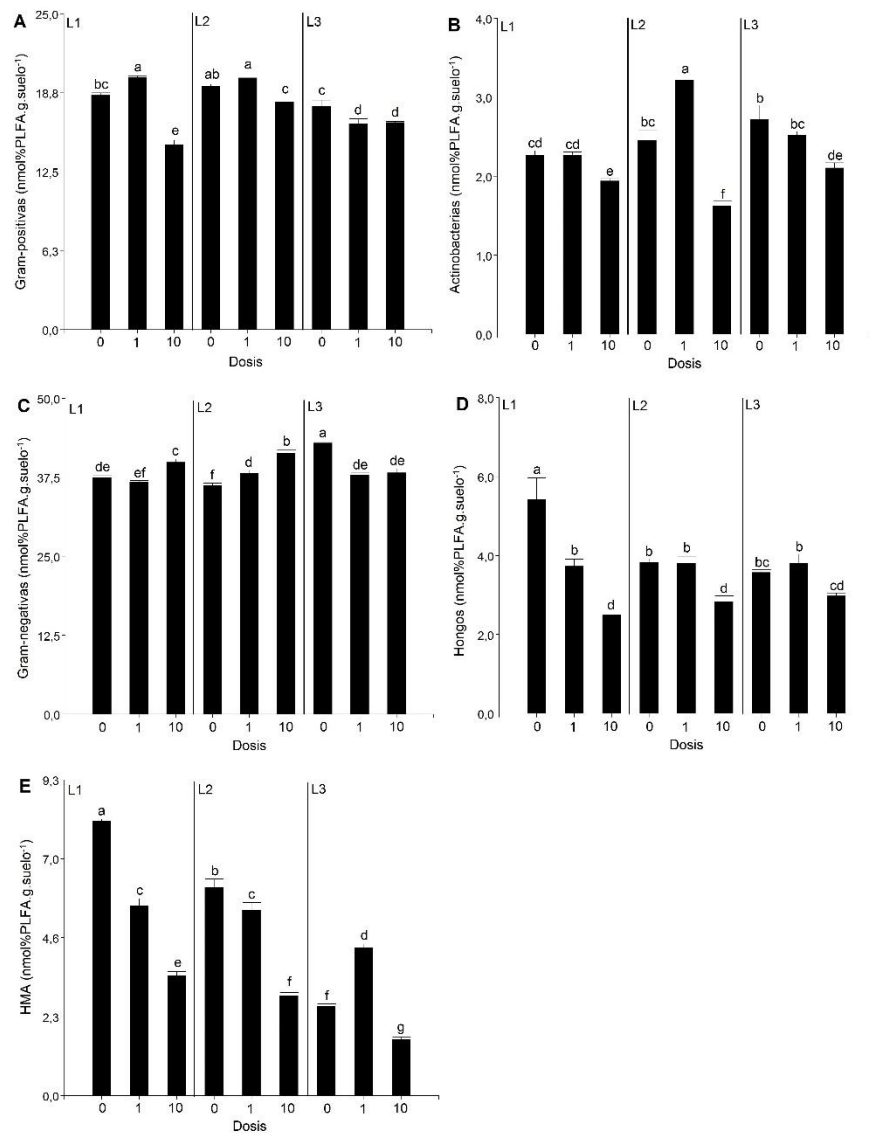 A
L1
L2
L3
Gram-positivas (nmol%PLFA.g.suelo⁻¹)
25,0
18,8
12,5
6,3
0,0
bc
a
e
ab
a
c
c
d
d
0 1 10 0 1 10 0 1 10
Dosis
B
L1
L2
L3
Actinobacterias (nmol%PLFA.g.suelo⁻¹)
4,0
3,0
2,0
1,0
0,0
cd
cd
e
bc
a
f
b
bc
de
0 1 10 0 1 10 0 1 10
Dosis
C
L1
L2
L3
Gram-negativas (nmol%PLFA.g.suelo⁻¹)
50,0
37,5
25,0
12,5
0,0
de
ef
c
f
d
b
a
de
de
0 1 10 0 1 10 0 1 10
Dosis
D
L1
L2
L3
Hongos (nmol%PLFA.g.suelo⁻¹)
8,0
6,0
4,0
2,0
0,0
a
b
d
b
b
d
bc
b
cd
0 1 10 0 1 10 0 1 10
Dosis
E
L1
L2
L3
HMA (nmol%PLFA.g.suelo⁻¹)
9,3
7,0
4,6
2,3
0,0
a
c
e
b
c
f
f
d
g
0 1 10 0 1 10 0 1 10
Dosis